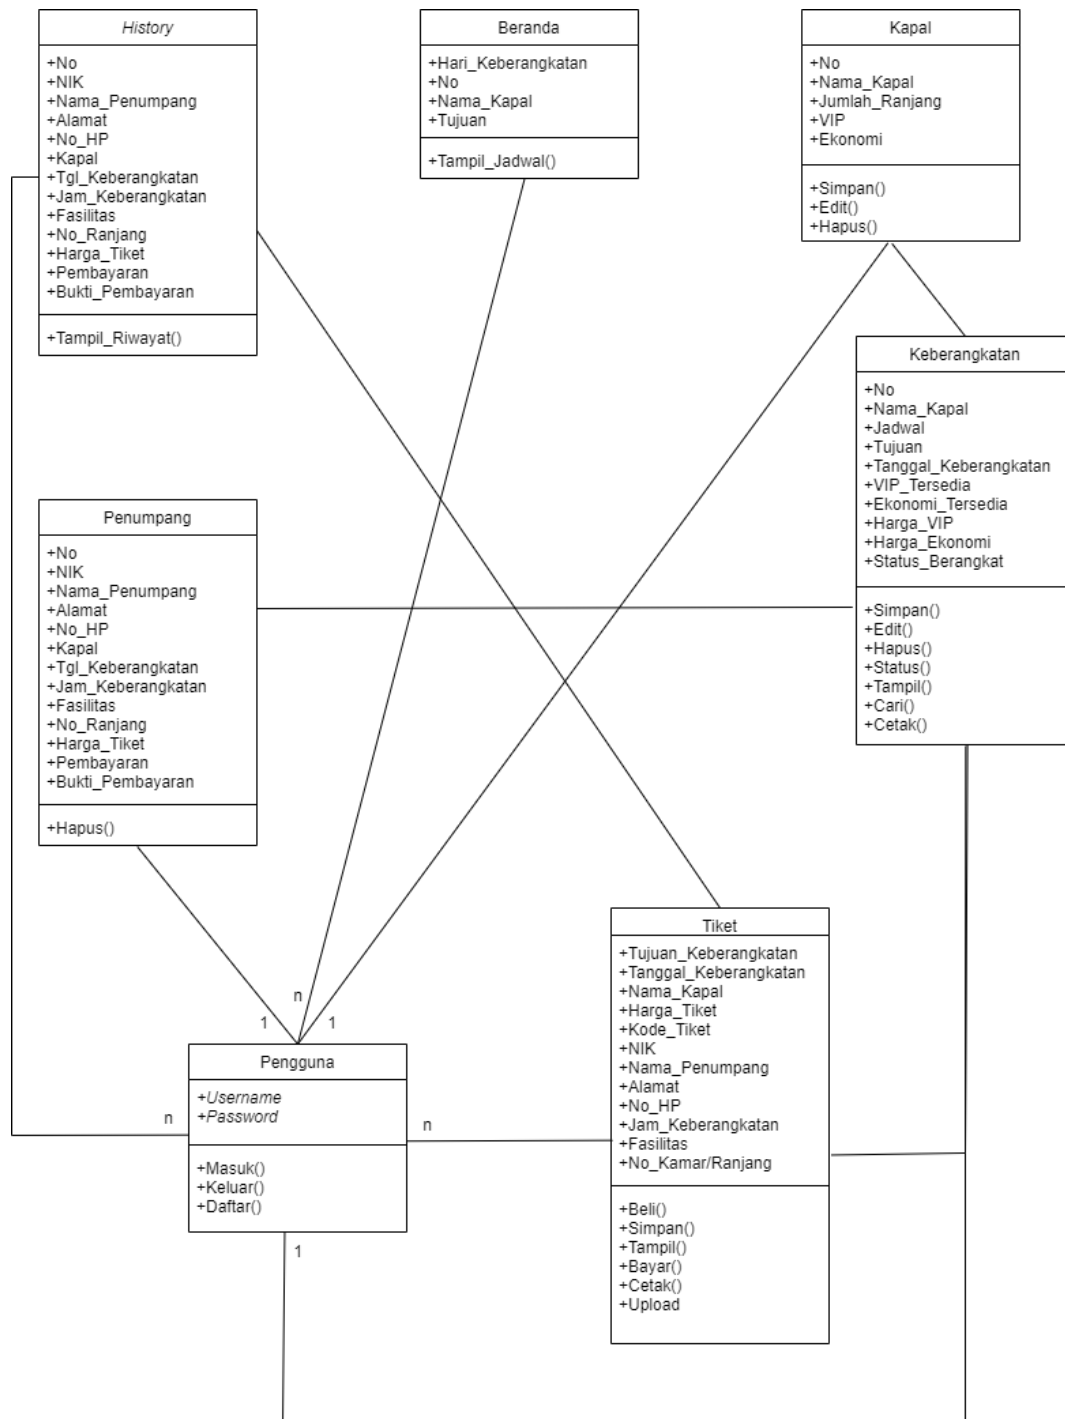 History
+No
+NIK
+Nama_Penumpang
+Alamat
+No_HP
+Kapal
+Tgl_Keberangkatan
+Jam_Keberangkatan
+Fasilitas
+No_Ranjang
+Harga_Tiket
+Pembayaran
+Bukti_Pembayaran
+Tampil_Riwayat()
Beranda
+Hari_Keberangkatan
+No
+Nama_Kapal
+Tujuan
+Tampil_Jadwal()
Kapal
+No
+Nama_Kapal
+Jumlah_Ranjang
+VIP
+Ekonomi
+Simpan()
+Edit()
+Hapus()
Keberangkatan
+No
+Nama_Kapal
+Jadwal
+Tujuan
+Tanggal_Keberangkatan
+VIP_Tersedia
+Ekonomi_Tersedia
+Harga_VIP
+Harga_Ekonomi
+Status_Berangkat
+Simpan()
+Edit()
+Hapus()
+Status()
+Tampil()
+Cari()
+Cetak()
Penumpang
+No
+NIK
+Nama_Penumpang
+Alamat
+No_HP
+Kapal
+Tgl_Keberangkatan
+Jam_Keberangkatan
+Fasilitas
+No_Ranjang
+Harga_Tiket
+Pembayaran
+Bukti_Pembayaran
+Hapus()
Tiket
+Tujuan_Keberangkatan
+Tanggal_Keberangkatan
+Nama_Kapal
+Harga_Tiket
+Kode_Tiket
+NIK
+Nama_Penumpang
+Alamat
+No_HP
+Jam_Keberangkatan
+Fasilitas
+No_Kamar/Ranjang
+Beli()
+Simpan()
+Tampil()
+Bayar()
+Cetak()
+Upload
n
1
1
Pengguna
+Username
+Password
+Masuk()
+Keluar()
+Daftar()
n
n
1